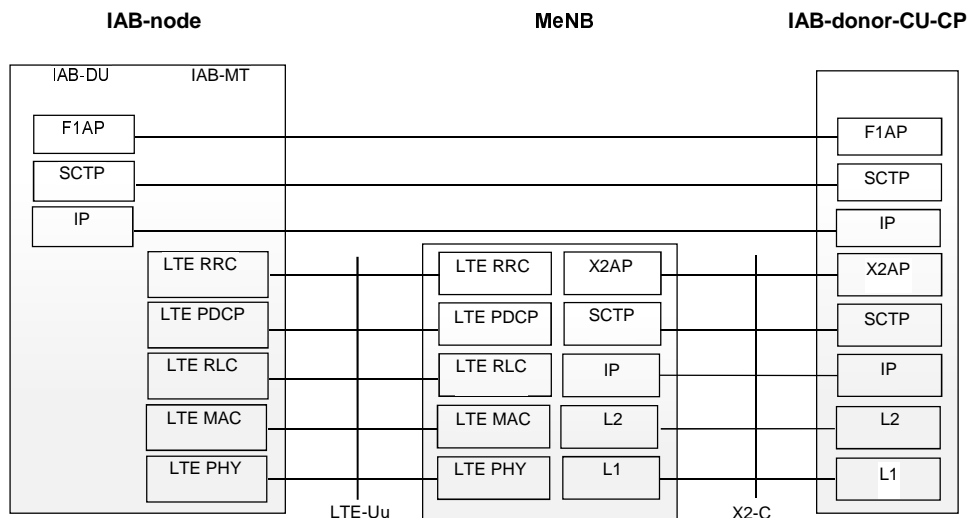 IAB-node MeNB IAB-donor-CU-CP
IAB-DU IAB-MT
F1AP F1AP
SCTP SCTP
IP IP
LTE RRC LTE RRC X2AP X2AP
LTE PDCP LTE PDCP SCTP SCTP
LTE RLC LTE RLC IP IP
LTE MAC LTE MAC L2 L2
LTE PHY LTE PHY L1 L1
LTE-Uu X2-C